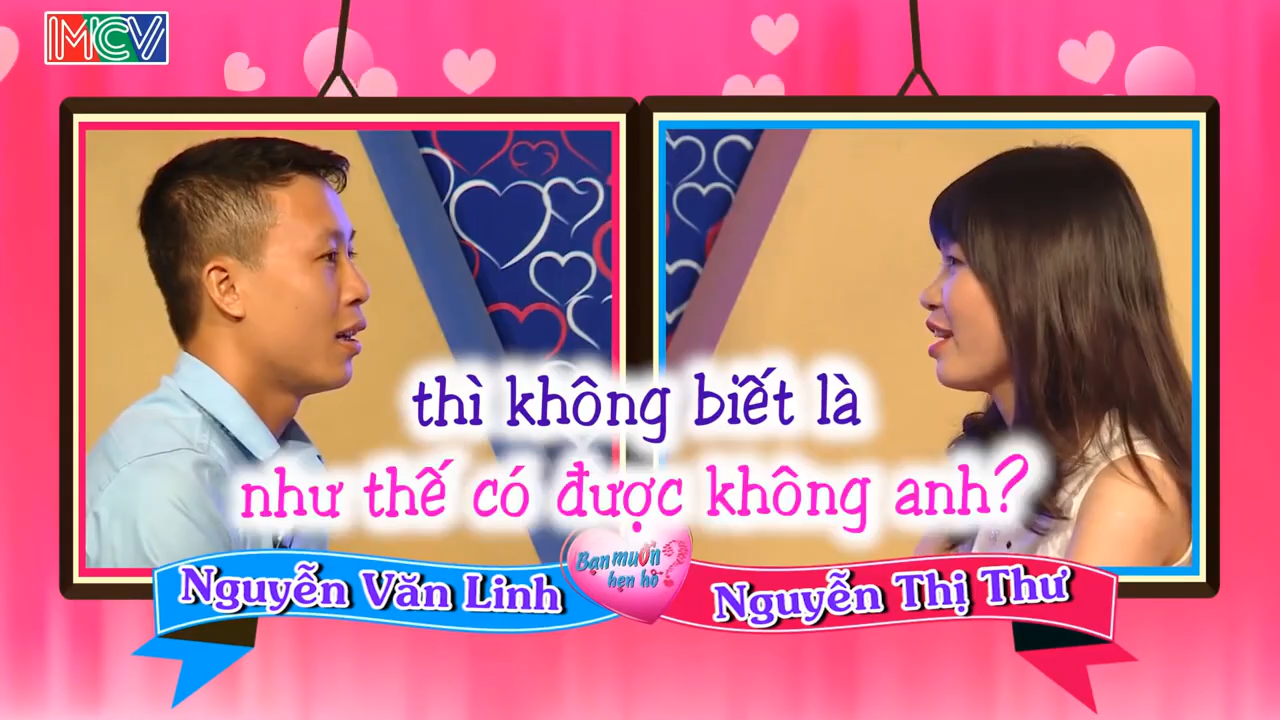 MCV
thì không biết là
như thế có được không anh?
Bạn muốn
hẹn hò
Nguyễn Văn Linh
Nguyễn Thị Thư